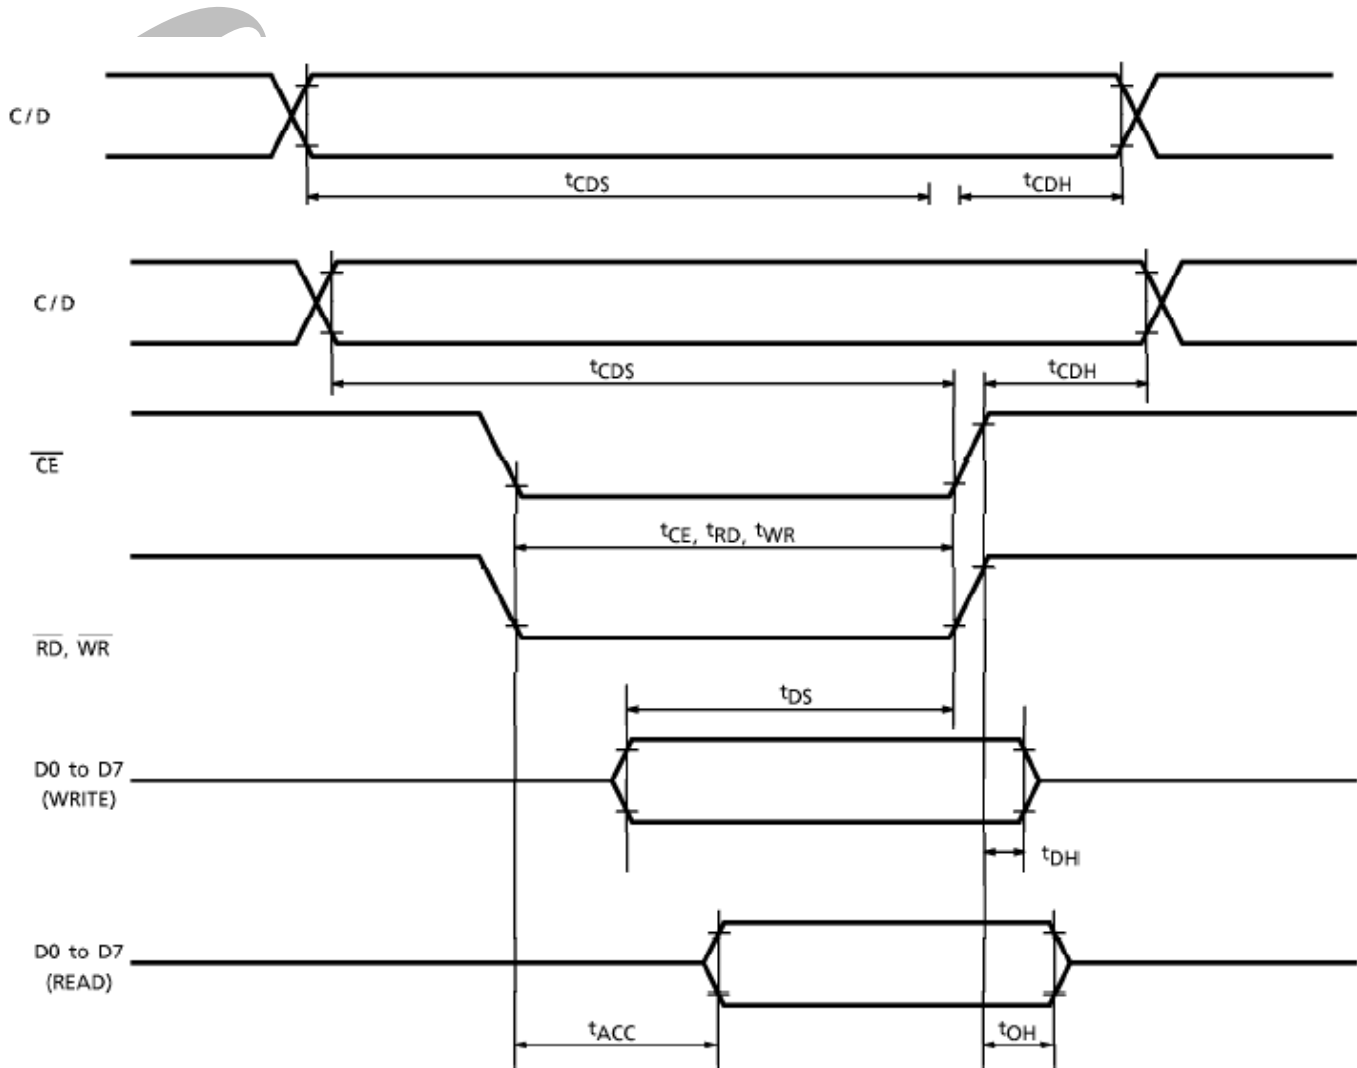 C/D
tCDS tCDH
C/D
tCDS tCDH
CE
tCE, tRD, tWR
RD, WR
tDS
D0 to D7
(WRITE)
tDH
D0 to D7
(READ)
tACC tOH